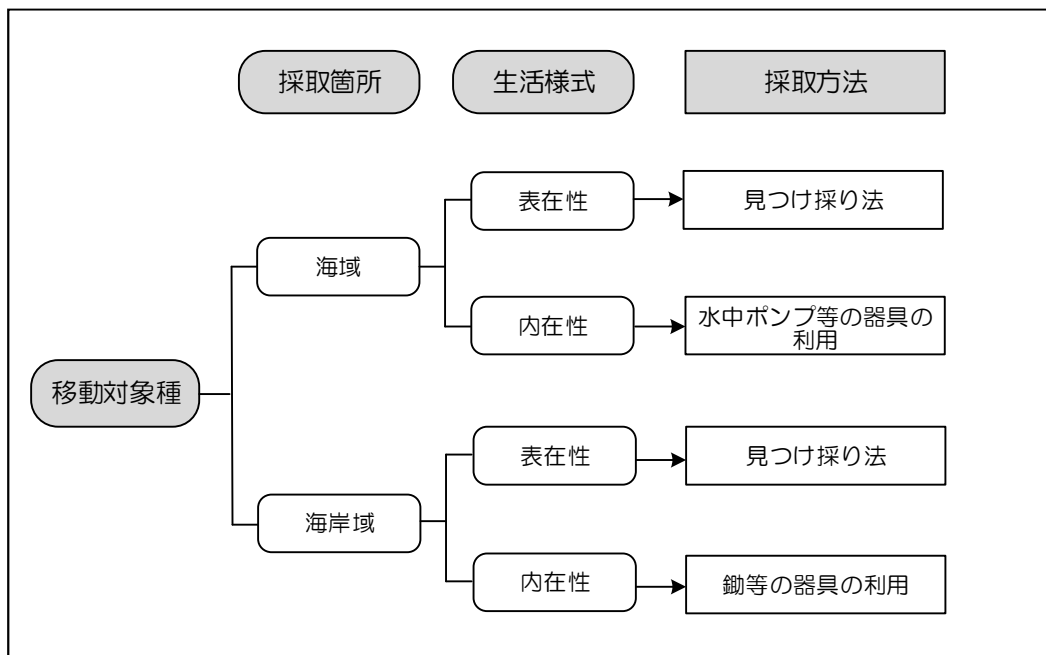 採取箇所
生活様式
採取方法
表在性
見つけ採り法
海域
内在性
水中ポンプ等の器具の
利用
移動対象種
表在性
見つけ採り法
海岸域
内在性
鋤等の器具の利用